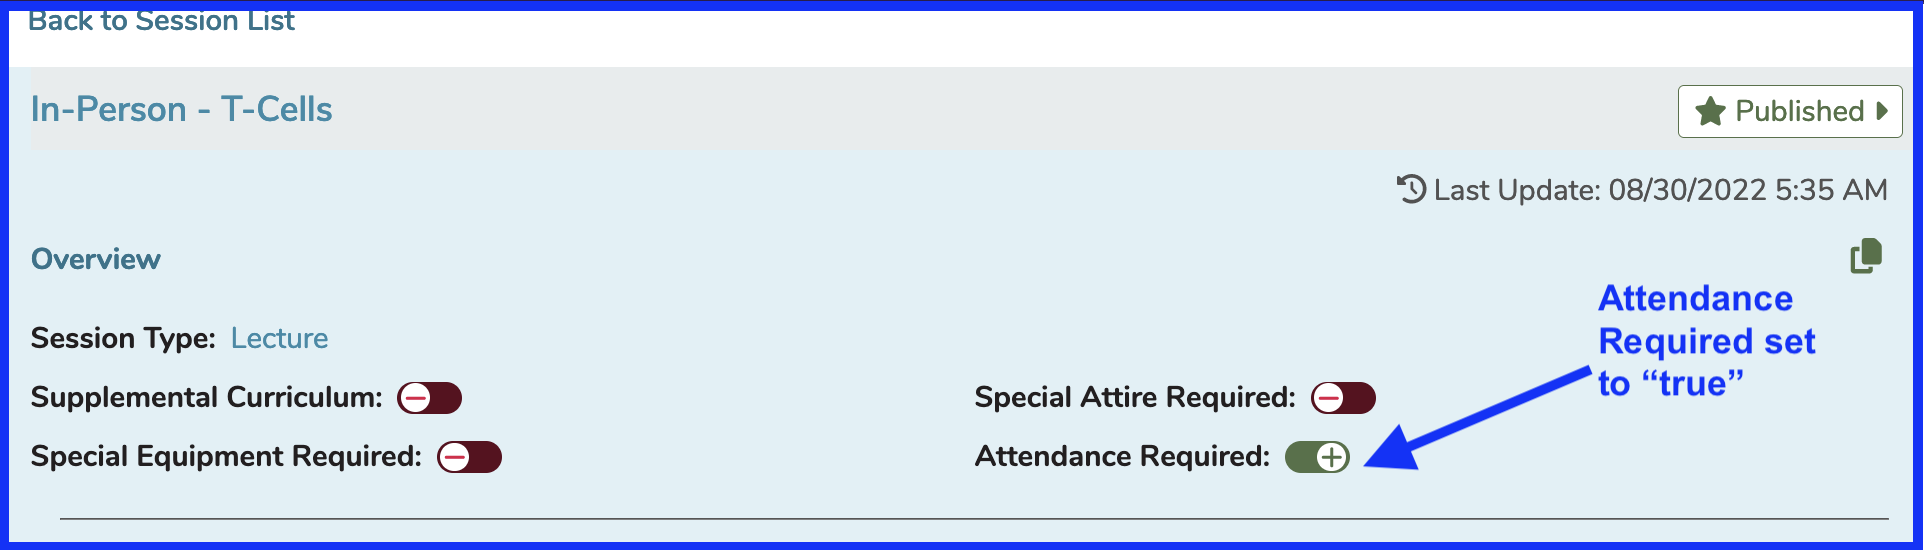 Back to Session List
In-Person - T-Cells
Published
Last Update: 08/30/2022 5:35 AM
Overview
Attendance
Required set
to “true”
Session Type: Lecture
Supplemental Curriculum:
Special Attire Required:
Special Equipment Required:
Attendance Required: